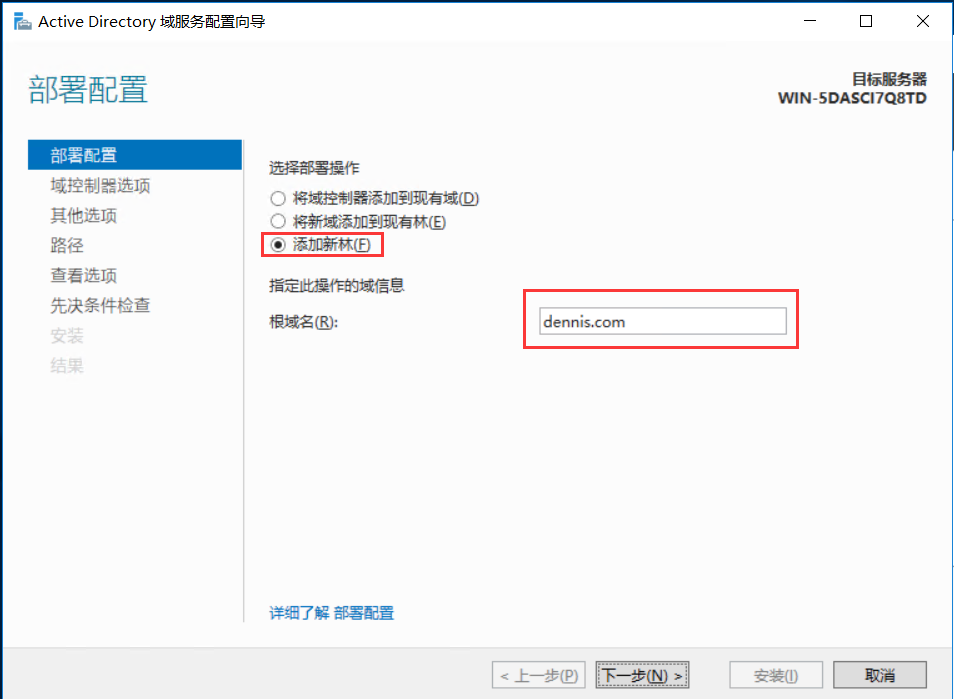 Active Directory 域服务配置向导
部署配置
目标服务器
WIN-5DASCI7Q8TD
部署配置
域控制器选项
其他选项
路径
查看选项
先决条件检查
安装
结果
选择部署操作
将域控制器添加到现有域(D)
将新域添加到现有林(E)
添加新林(F)
指定此操作的域信息
根域名(R):
dennis.com
详细了解 部署配置
< 上一步(P)
下一步(N) >
安装(I)
取消